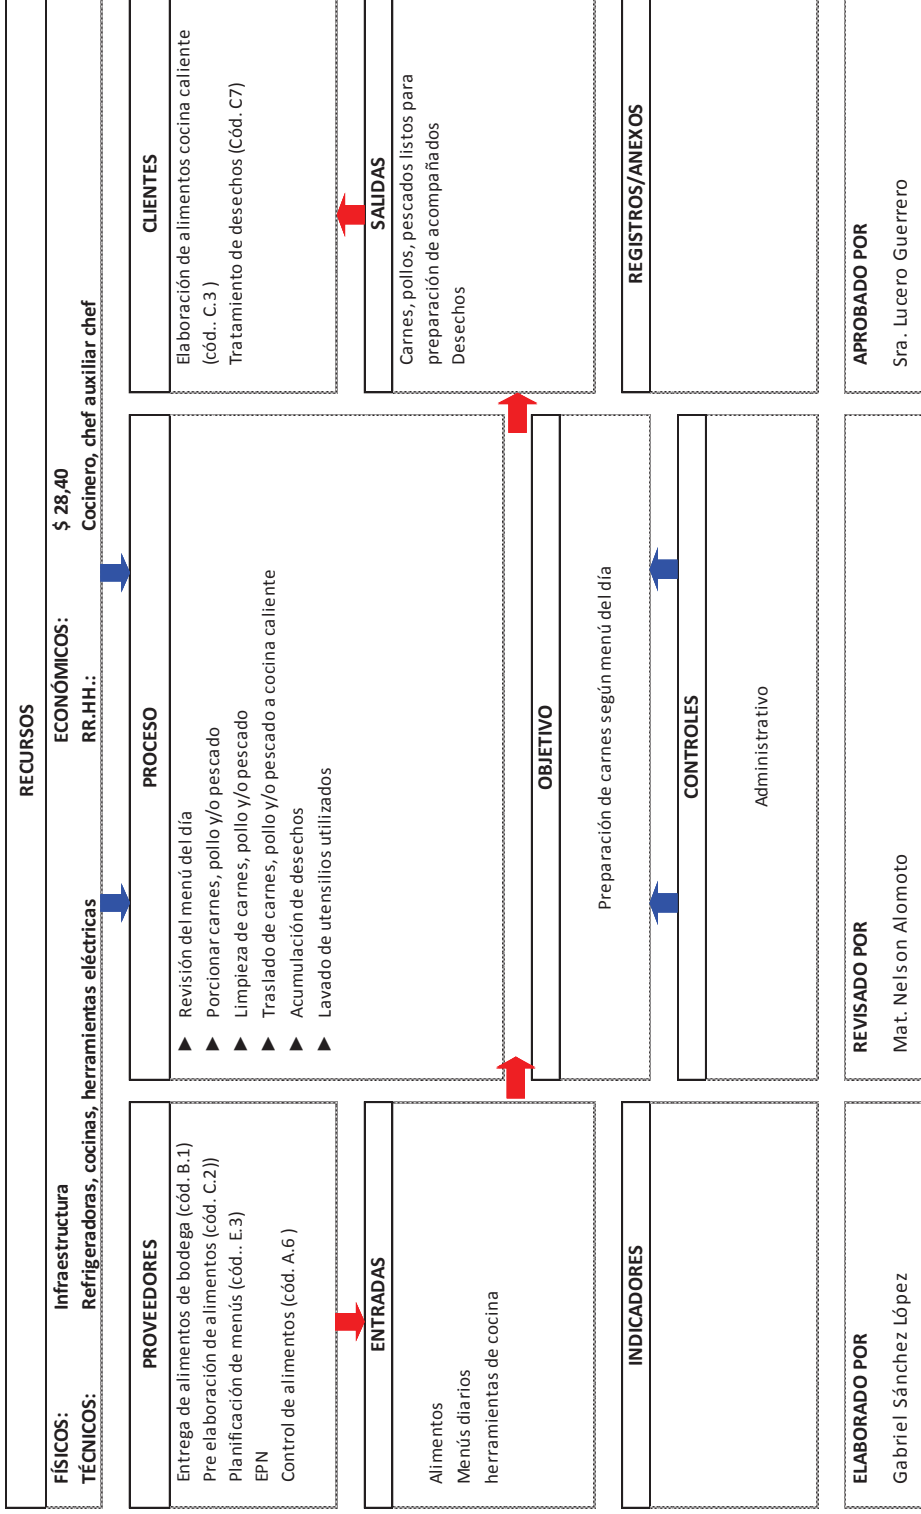 RECURSOS
FÍSICOS: Infraestructura ECONÓMICOS: $ 28,40
TÉCNICOS: Refrigeradoras, cocinas, herramientas eléctricas RR.HH.: Cocinero, chef auxiliar chef
PROVEEDORES
Entrega de alimentos de bodega (cód. B.1)
Pre elaboración de alimentos (cód. C.2))
Planificación de menús (cód.. E.3)
EPN
Control de alimentos (cód. A.6 )
ENTRADAS
Alimentos
Menús diarios
herramientas de cocina
INDICADORES
PROCESO
▶ Revisión del menú del día
▶ Porcionar carnes, pollo y/o pescado
▶ Limpieza de carnes, pollo y/o pescado
▶ Traslado de carnes, pollo y/o pescado a cocina caliente
▶ Acumulación de desechos
▶ Lavado de utensilios utilizados
OBJETIVO
Preparación de carnes según menú del día
CONTROLES
Administrativo
CLIENTES
Elaboración de alimentos cocina caliente
(cód.. C.3 )
Tratamiento de desechos (Cód. C7)
SALIDAS
Carnes, pollos, pescados listos para
preparación de acompañados
Desechos
REGISTROS/ANEXOS
ELABORADO POR
Gabriel Sánchez López
REVISADO POR
Mat. Nelson Alomoto
APROBADO POR
Sra. Lucero Guerrero